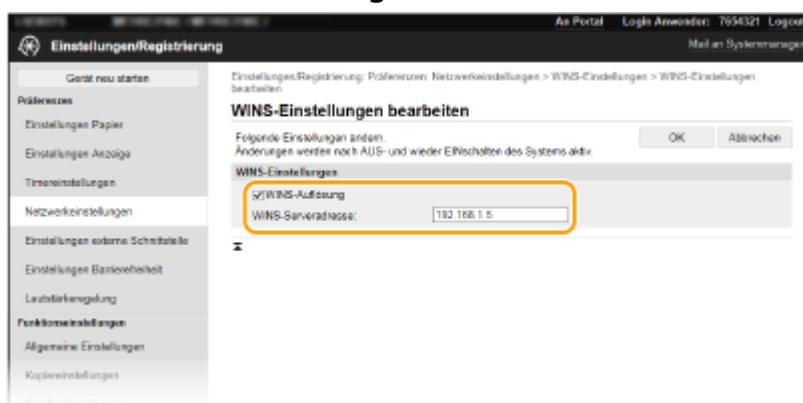 An Portal Login Anwender: 7654321 Logout
Einstellungen/Registrierung
Mail an Systemmanager
Gerät neu starten
Präferenzen
Einstellungen Papier
Einstellungen Anzeige
Timereinstellungen
Netzwerkeinstellungen
Einstellungen externe Schnittstelle
Einstellungen Barrierefreiheit
Lautstärkeregelung
Funktionseinstellungen
Allgemeine Einstellungen
Kopiereinstellungen
Einstellungen/Registrierung: Präferenzen: Netzwerkeinstellungen > WINS-Einstellungen > WINS-Einstellungen
bearbeiten
WINS-Einstellungen bearbeiten
Folgende Einstellungen ändern.
Änderungen werden nach AUS- und wieder EINschalten des Systems aktiv.
OK Abbrechen
WINS-Einstellungen
WINS-Auflösung
WINS-Serveradresse: 192.168.1.5